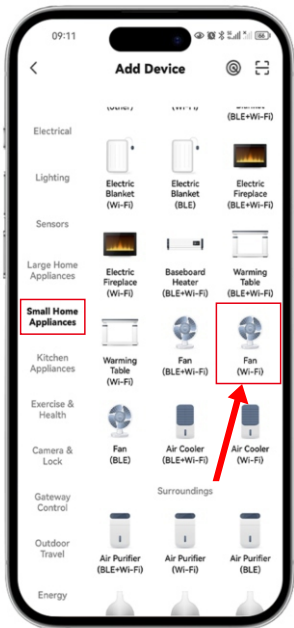 09:11
66
Add Device
Electrical
Lighting
Sensors
Large Home
Appliances
Small Home
Appliances
Kitchen
Appliances
Exercise &
Health
Camera &
Lock
Gateway
Control
Outdoor
Travel
Energy
(BLE+Wi-Fi)
Electric
Blanket
(Wi-Fi)
Electric
Blanket
(BLE)
Electric
Fireplace
(BLE+Wi-Fi)
Electric
Fireplace
(Wi-Fi)
Baseboard
Heater
(BLE+Wi-Fi)
Warming
Table
(BLE+Wi-Fi)
Warming
Table
(Wi-Fi)
Fan
(BLE+Wi-Fi)
Fan
(Wi-Fi)
Fan
(BLE)
Air Cooler
(BLE+Wi-Fi)
Air Cooler
(Wi-Fi)
Surroundings
Air Purifier
(BLE+Wi-Fi)
Air Purifier
(Wi-Fi)
Air Purifier
(BLE)